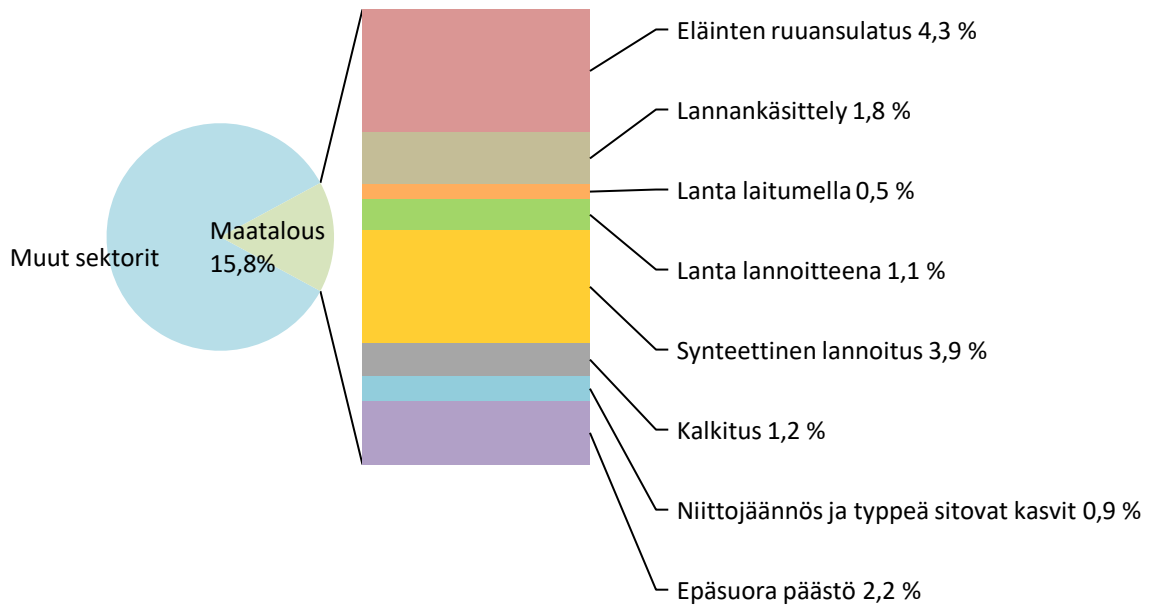 Muut sektorit
Maatalous
15,8%
Eläinten ruuansulatus 4,3 %
Lannankäsittely 1,8 %
Lanta laitumella 0,5 %
Lanta lannoitteena 1,1 %
Synteettinen lannoitus 3,9 %
Kalkitus 1,2 %
Niittojäännös ja typpeä sitovat kasvit 0,9 %
Epäsuora päästö 2,2 %